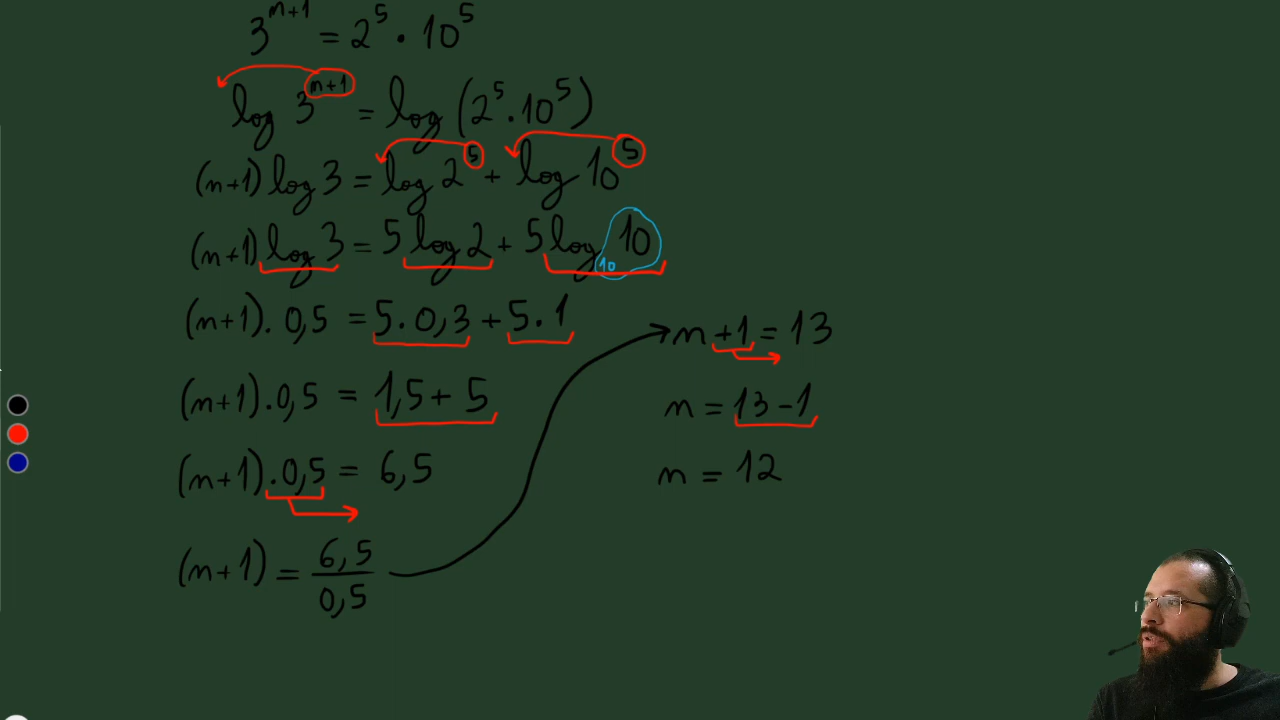 3^{n+1} = 2^5 · 10^5
log 3^{n+1} = log (2^5 · 10^5)
(n+1) log 3 = log 2^5 + log 10^5
(n+1) log 3 = 5 log 2 + 5 log_{10} 10
(n+1) . 0,5 = 5 . 0,3 + 5 . 1
(n+1) . 0,5 = 1,5 + 5
(n+1) . 0,5 = 6,5
(n+1) = 6,5 / 0,5
n + 1 = 13
n = 13 - 1
n = 12